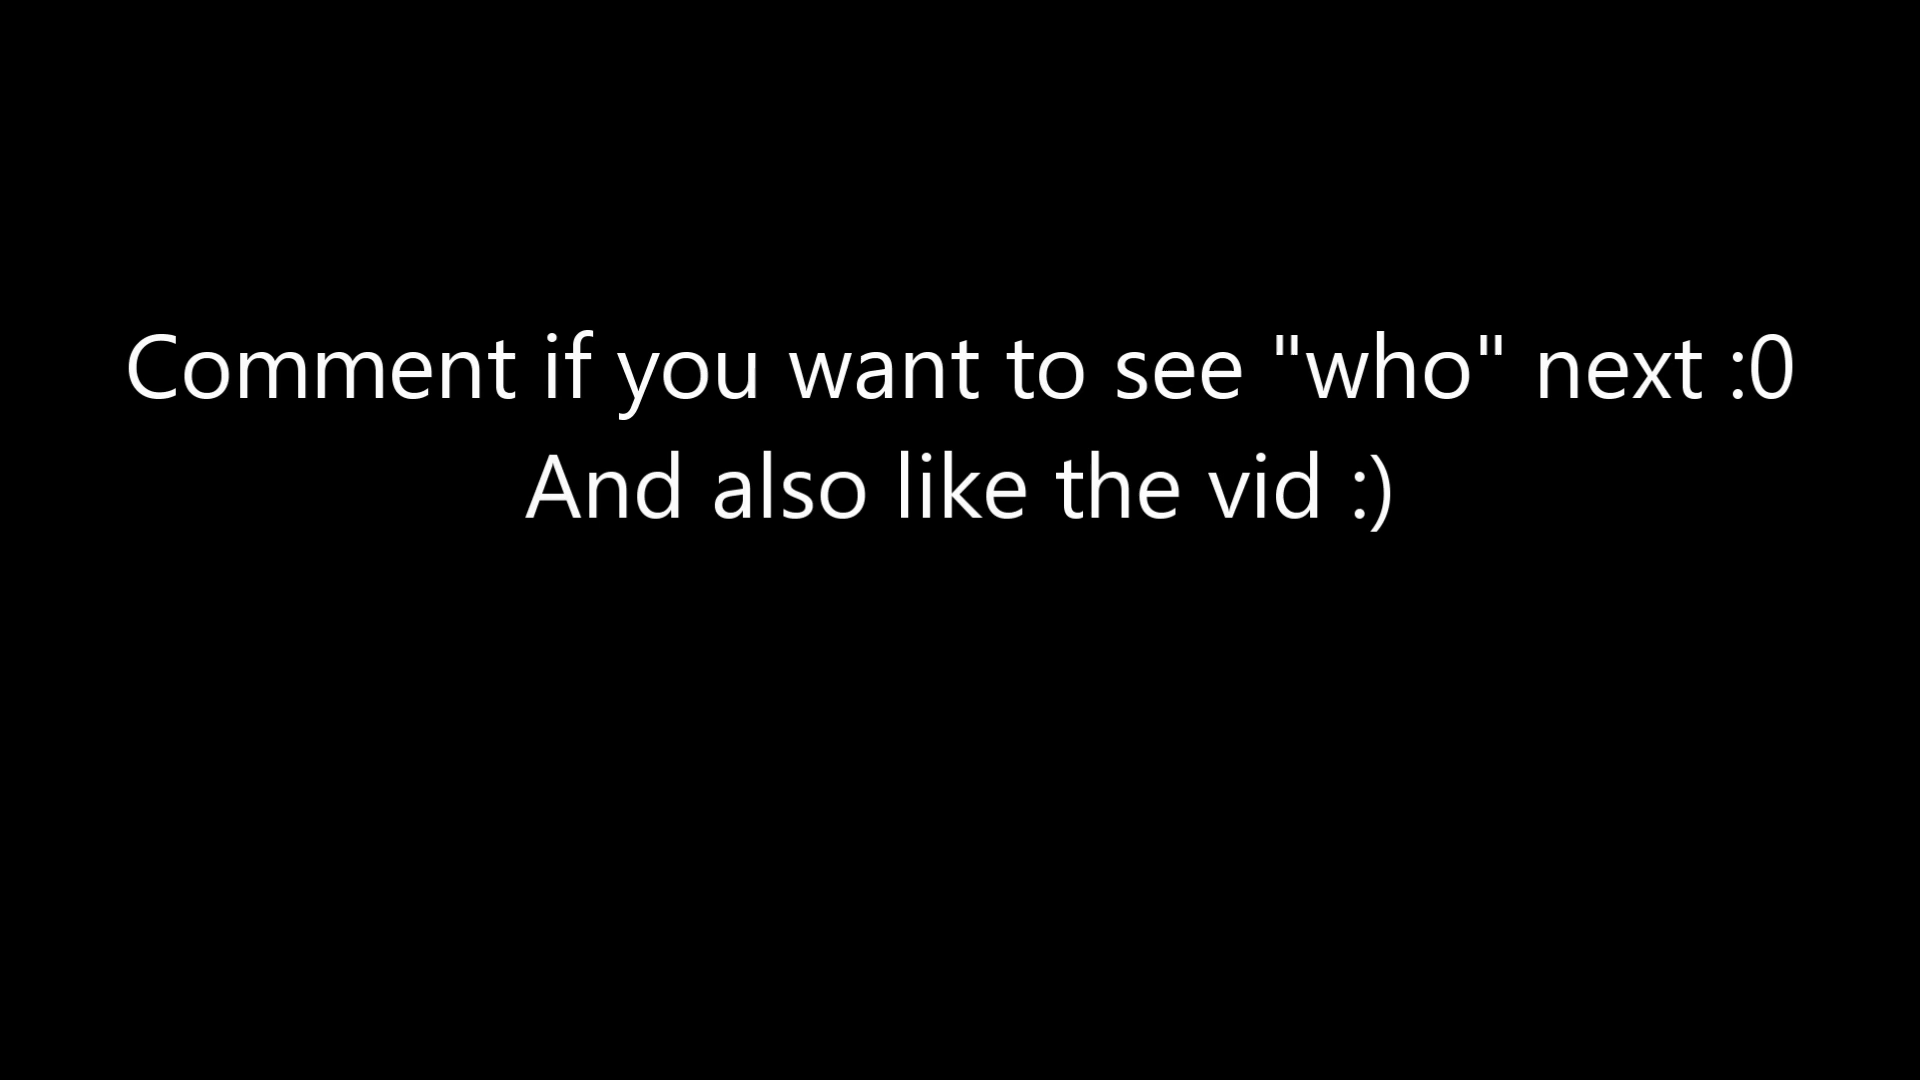 Comment if you want to see "who" next :0
And also like the vid :)